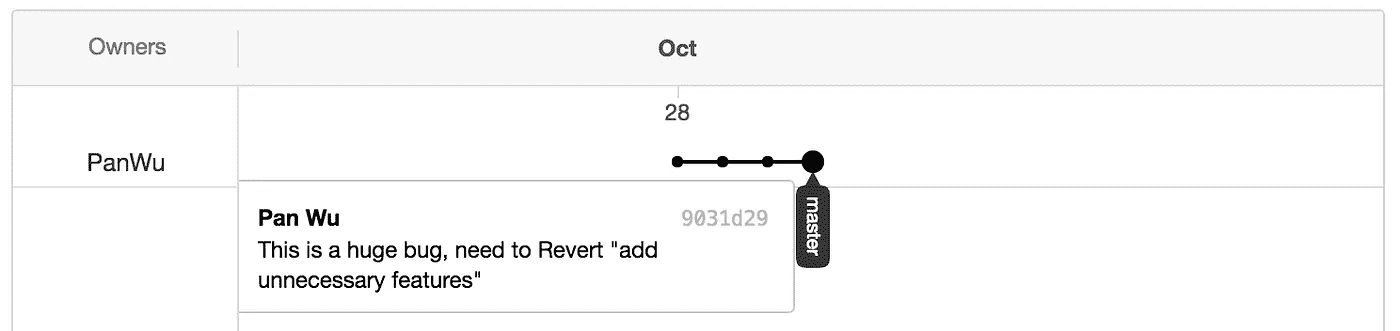 Owners
Oct
28
PanWu
Pan Wu
9031d29
This is a huge bug, need to Revert "add
unnecessary features"
master